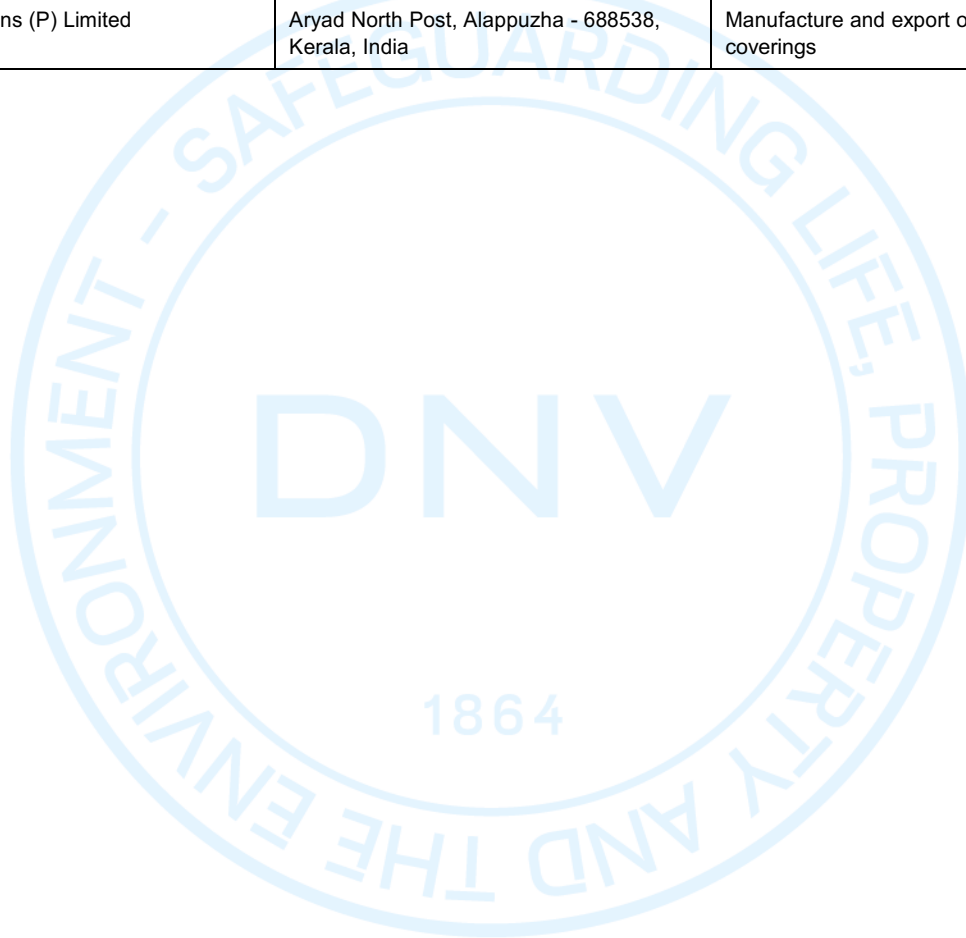 ns (P) Limited
Aryad North Post, Alappuzha - 688538,
Kerala, India
Manufacture and export o
coverings
SAFEGUARDING LIFE, PROPERTY AND THE ENVIRONMENT -
DNV
1864